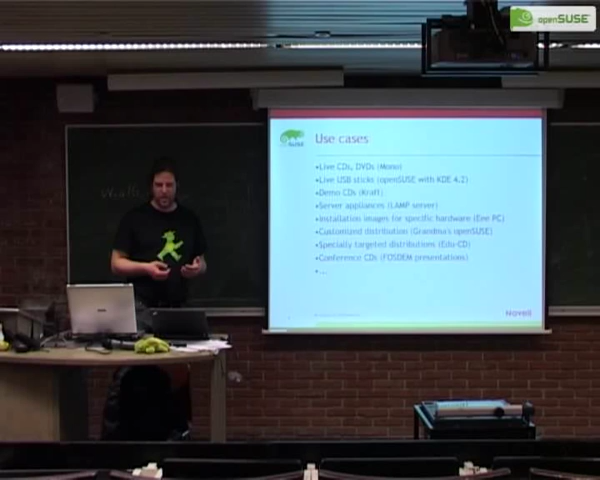 openSUSE
SUSE
Use cases
•Live CDs, DVDs (Mono)
•Live USB sticks (openSUSE with KDE 4.2)
•Demo CDs (Kraft)
•Server appliances (LAMP server)
•Installation images for specific hardware (Eee PC)
•Customized distribution (Grandma's openSUSE)
•Specially targeted distributions (Edu-CD)
•Conference CDs (FOSDEM presentations)
•...
Novell